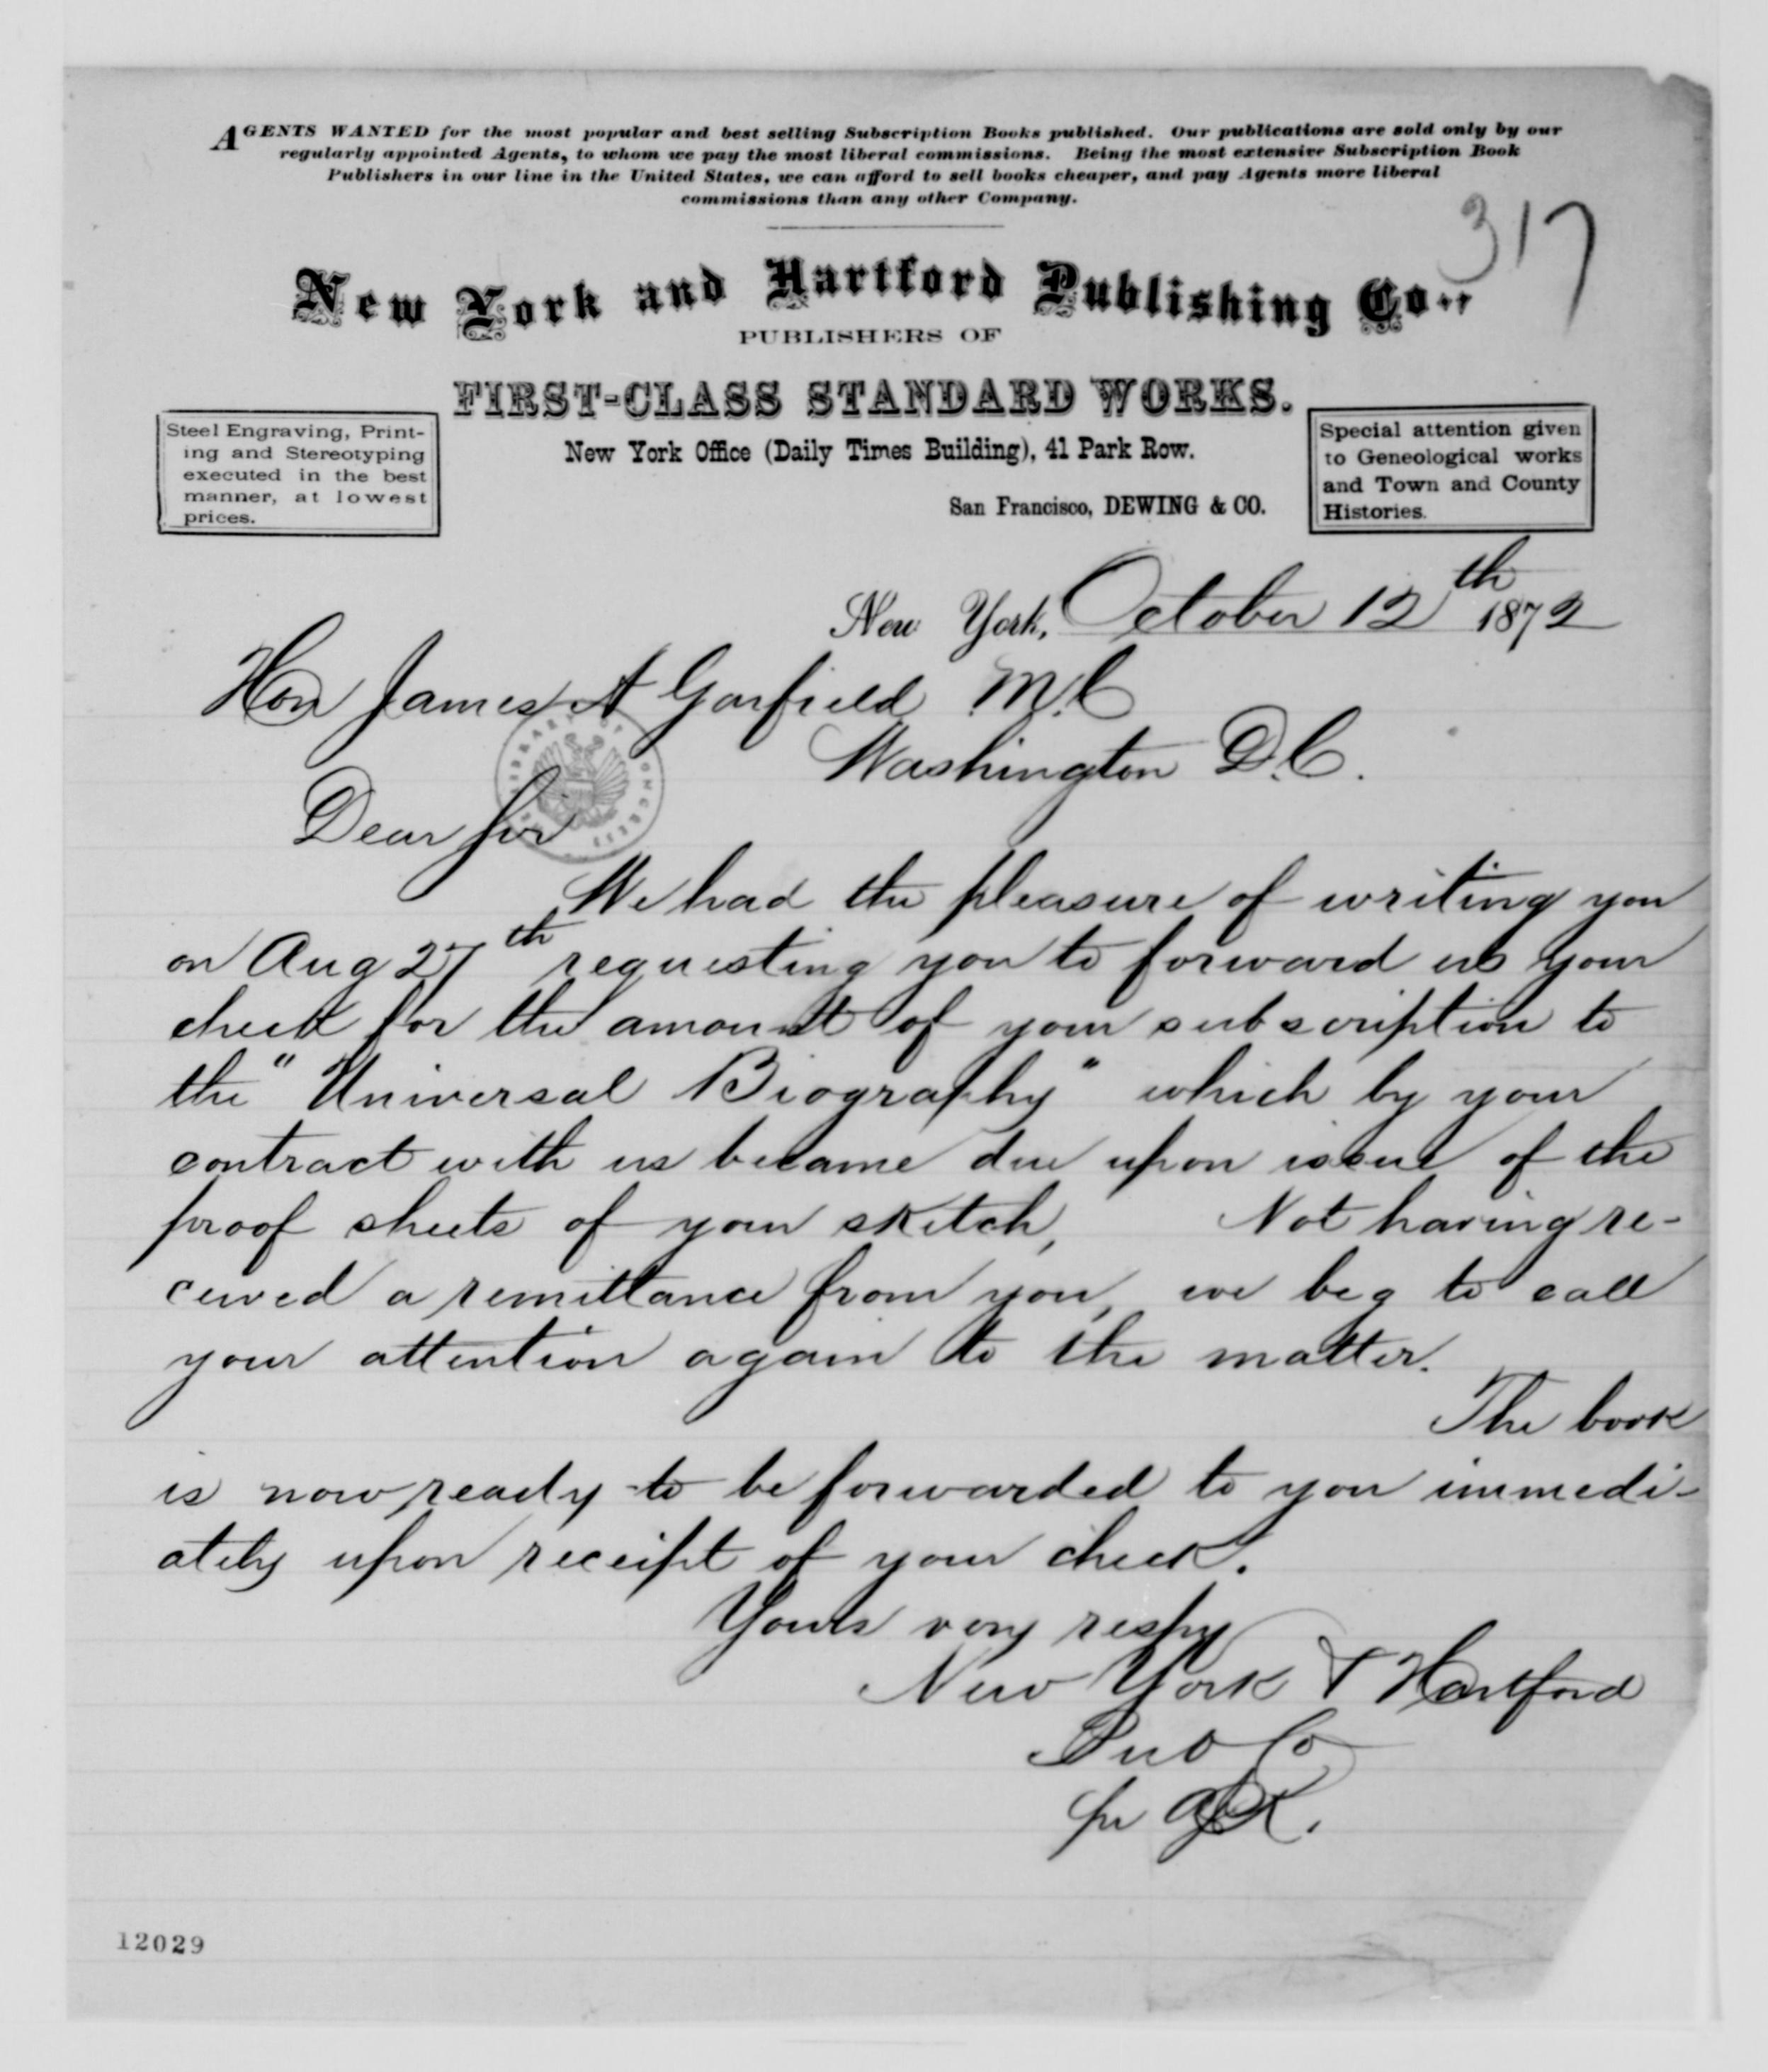 AGENTS WANTED for the most popular and best selling Subscription Books published. Our publications are sold only by our
regularly appointed Agents, to whom we pay the most liberal commissions. Being the most extensive Subscription Book
Publishers in our line in the United States, we can afford to sell books cheaper, and pay Agents more liberal
commissions than any other Company.
317
New York and Hartford Publishing Co.,
PUBLISHERS OF
FIRST-CLASS STANDARD WORKS.
New York Office (Daily Times Building), 41 Park Row.
San Francisco, DEWING & CO.
Steel Engraving, Print-
ing and Stereotyping
executed in the best
manner, at lowest
prices.
Special attention given
to Geneological works
and Town and County
Histories.
New York, October 12th 1872
Hon James A Garfield M.C
Washington D.C.
LIBRARY OF CONGRESS
Dear Sir
We had the pleasure of writing you
on Aug 27th requesting you to forward us your
check for the amount of your subscription to
the "Universal Biography" which by your
contract with us became due upon issue of the
proof sheets of your sketch, Not having re-
ceived a remittance from you, we beg to call
your attention again to the matter.
The book
is now ready to be forwarded to you immedi-
ately upon receipt of your check.
Yours very respy
New York & Hartford
Pub Co
per
12029